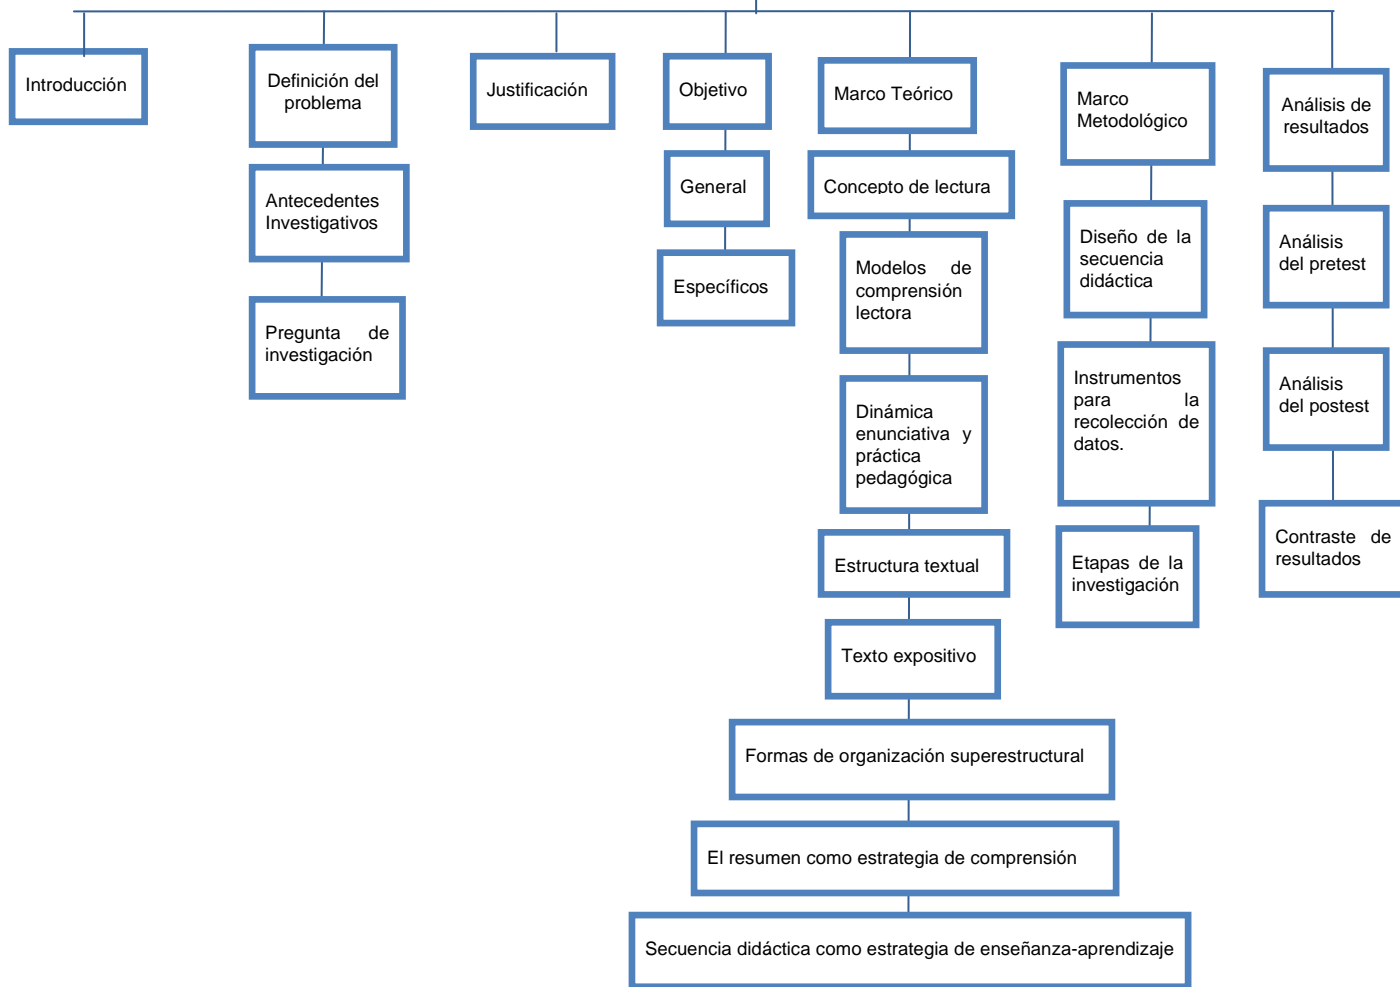 Introducción
Definición del
problema
Antecedentes
Investigativos
Pregunta de
investigación
Justificación
Objetivo
General
Específicos
Marco Teórico
Concepto de lectura
Modelos de
comprensión
lectora
Dinámica
enunciativa y
práctica
pedagógica
Estructura textual
Texto expositivo
Formas de organización superestructural
El resumen como estrategia de comprensión
Secuencia didáctica como estrategia de enseñanza-aprendizaje
Marco
Metodológico
Diseño de la
secuencia
didáctica
Instrumentos
para la
recolección de
datos.
Etapas de la
investigación
Análisis de
resultados
Análisis
del pretest
Análisis
del postest
Contraste de
resultados